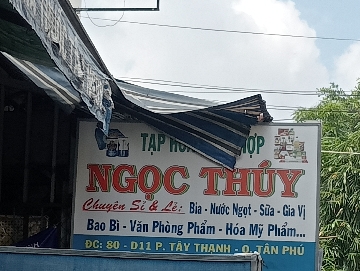 TẠP HÓA HỢP
NGỌC THÚY
Chuyên Sỉ & Lẻ: Bia - Nước Ngọt - Sữa - Gia Vị
Bao Bì - Văn Phòng Phẩm - Hóa Mỹ Phẩm...
ĐC: 80 - D11 P. TÂY THẠNH - Q. TÂN PHÚ